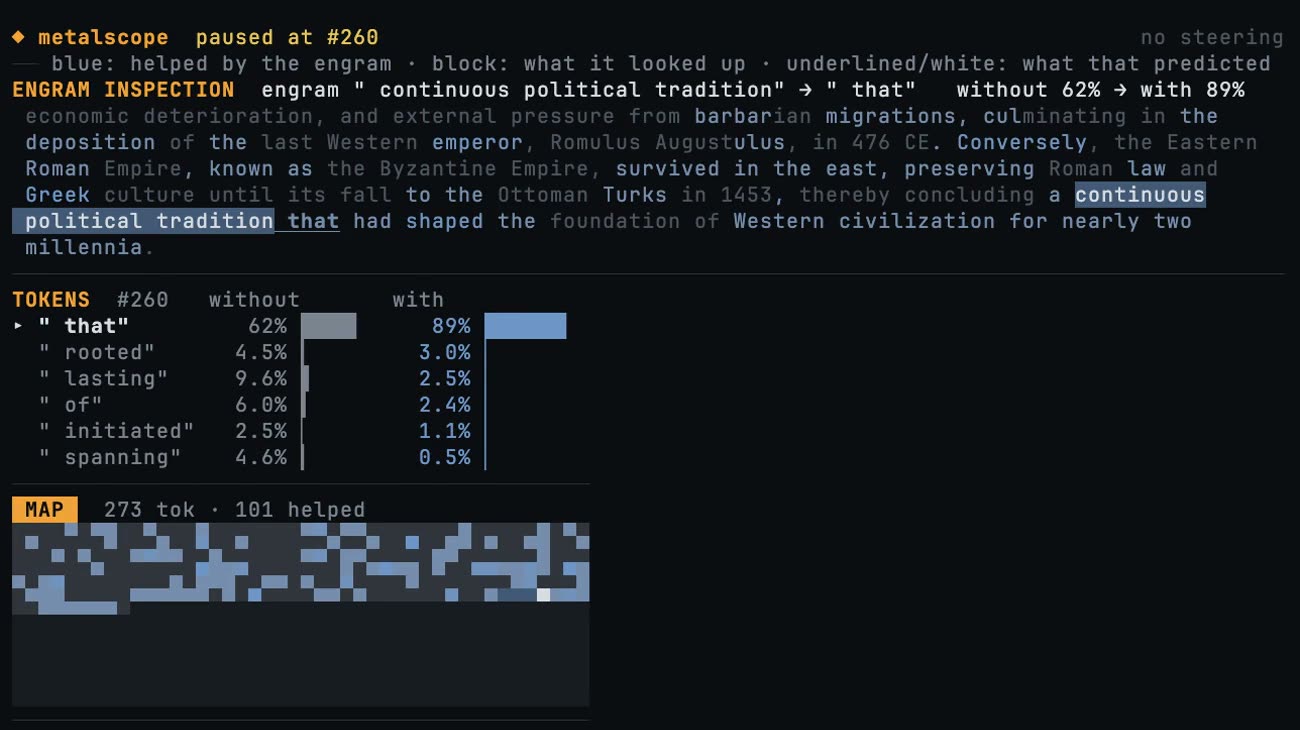 ◆ metalscope paused at #260 no steering
── blue: helped by the engram · block: what it looked up · underlined/white: what that predicted
ENGRAM INSPECTION engram " continuous political tradition" → " that" without 62% → with 89%
economic deterioration, and external pressure from barbarian migrations, culminating in the
deposition of the last Western emperor, Romulus Augustulus, in 476 CE. Conversely, the Eastern
Roman Empire, known as the Byzantine Empire, survived in the east, preserving Roman law and
Greek culture until its fall to the Ottoman Turks in 1453, thereby concluding a continuous
political tradition that had shaped the foundation of Western civilization for nearly two
millennia.
TOKENS #260 without with
▸ " that" 62% 89%
" rooted" 4.5% 3.0%
" lasting" 9.6% 2.5%
" of" 6.0% 2.4%
" initiated" 2.5% 1.1%
" spanning" 4.6% 0.5%
MAP 273 tok · 101 helped